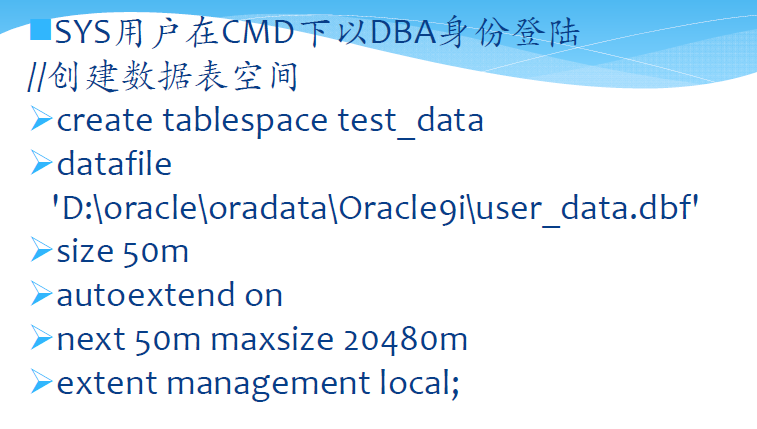 SYS用户在CMD下以DBA身份登陆
//创建数据表空间
create tablespace test_data
datafile
'D:\oracle\oradata\Oracle9i\user_data.dbf'
size 50m
autoextend on
next 50m maxsize 20480m
extent management local;